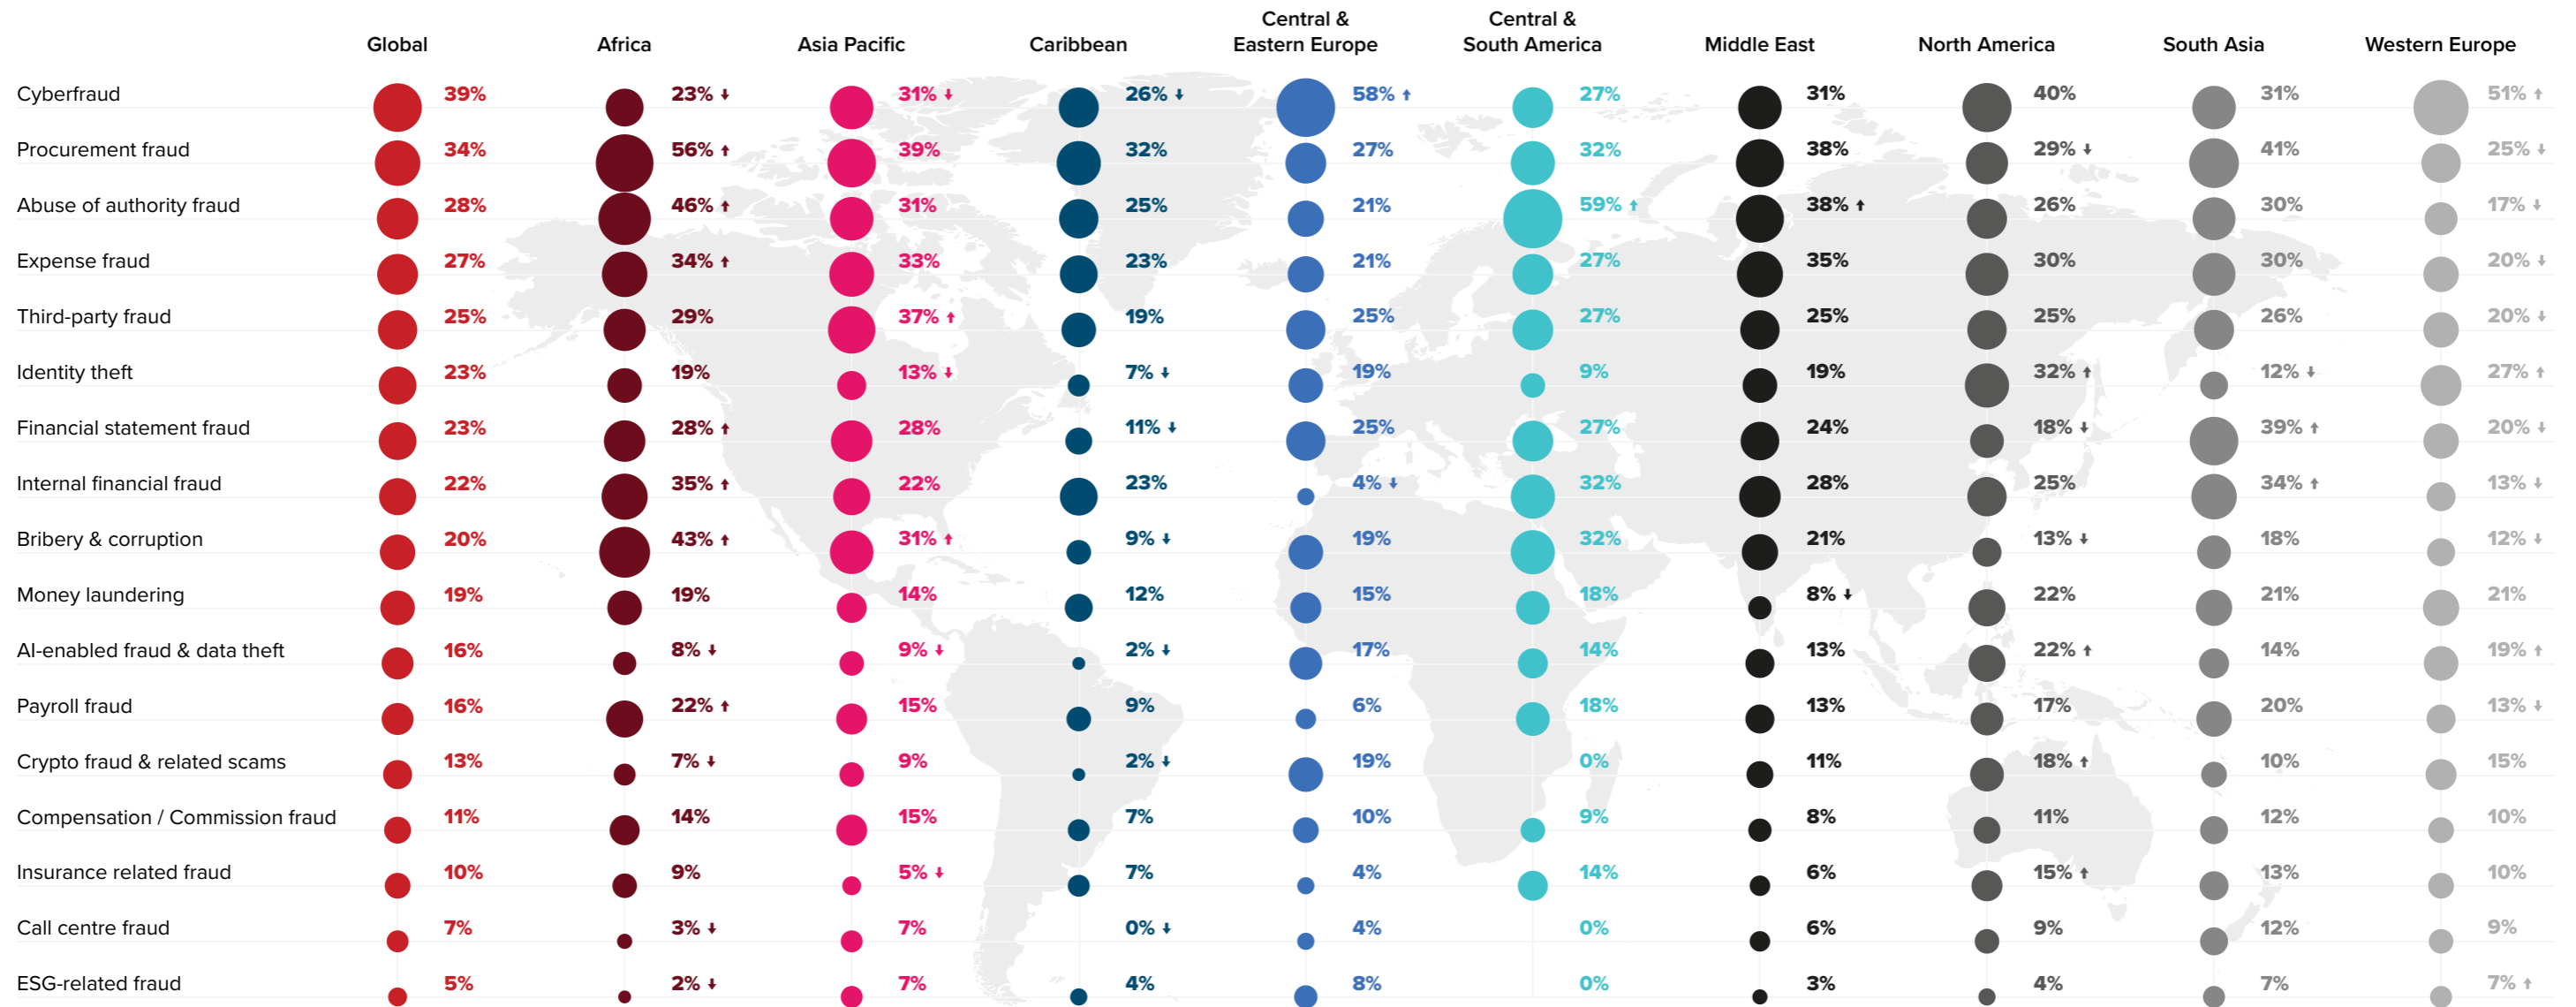 Global Africa Asia Pacific Caribbean Central & Eastern Europe Central & South America Middle East North America South Asia Western Europe
Cyberfraud 39% 23% ↓ 31% ↓ 26% ↓ 58% ↑ 27% 31% 40% 31% 51% ↑
Procurement fraud 34% 56% ↑ 39% 32% 27% 32% 38% 29% ↓ 41% 25% ↓
Abuse of authority fraud 28% 46% ↑ 31% 25% 21% 59% ↑ 38% ↑ 26% 30% 17% ↓
Expense fraud 27% 34% ↑ 33% 23% 21% 27% 35% 30% 30% 20% ↓
Third-party fraud 25% 29% 37% ↑ 19% 25% 27% 25% 25% 26% 20% ↓
Identity theft 23% 19% 13% ↓ 7% ↓ 19% 9% 19% 32% ↑ 12% ↓ 27% ↑
Financial statement fraud 23% 28% ↑ 28% 11% ↓ 25% 27% 24% 18% ↓ 39% ↑ 20% ↓
Internal financial fraud 22% 35% ↑ 22% 23% 4% ↓ 32% 28% 25% 34% ↑ 13% ↓
Bribery & corruption 20% 43% ↑ 31% ↑ 9% ↓ 19% 32% 21% 13% ↓ 18% 12% ↓
Money laundering 19% 19% 14% 12% 15% 18% 8% ↓ 22% 21% 21%
AI-enabled fraud & data theft 16% 8% ↓ 9% ↓ 2% ↓ 17% 14% 13% 22% ↑ 14% 19% ↑
Payroll fraud 16% 22% ↑ 15% 9% 6% 18% 13% 17% 20% 13% ↓
Crypto fraud & related scams 13% 7% ↓ 9% 2% ↓ 19% 0% 11% 18% ↑ 10% 15%
Compensation / Commission fraud 11% 14% 15% 7% 10% 9% 8% 11% 12% 10%
Insurance related fraud 10% 9% 5% ↓ 7% 4% 14% 6% 15% ↑ 13% 10%
Call centre fraud 7% 3% ↓ 7% 0% ↓ 4% 0% 6% 9% 12% 9%
ESG-related fraud 5% 2% ↓ 7% 4% 8% 0% 3% 4% 7% 7% ↑